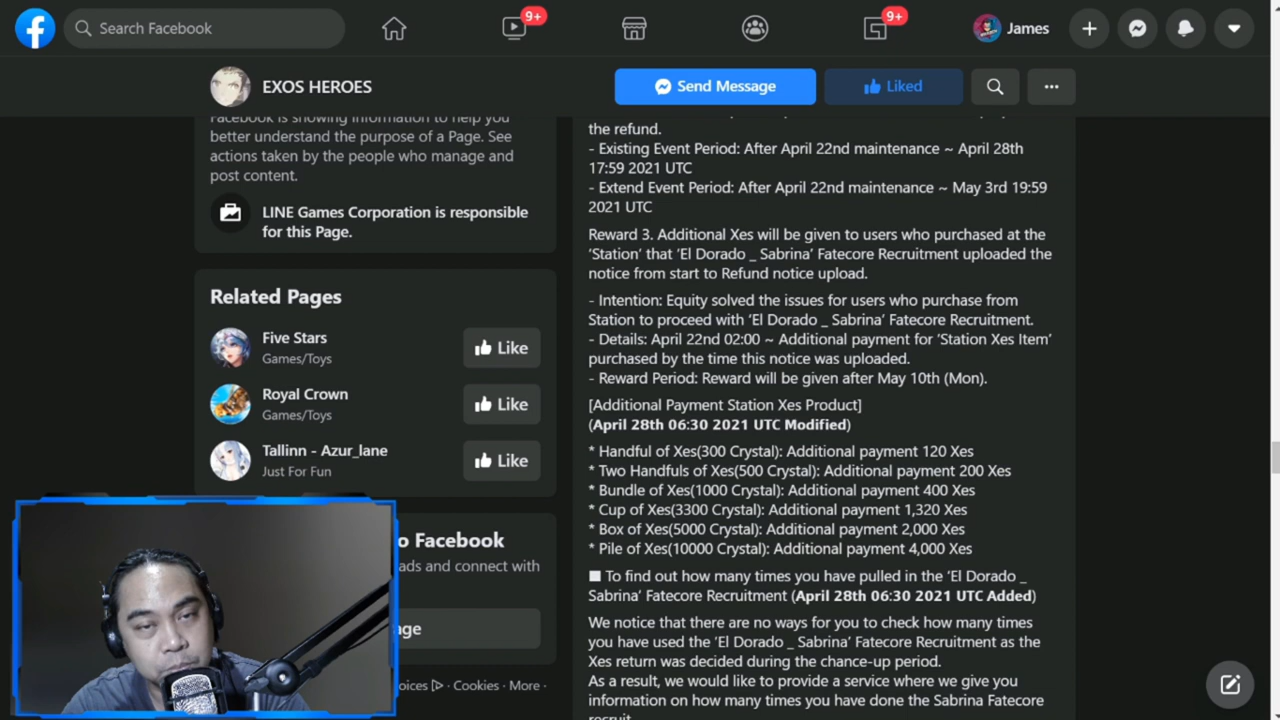 Search Facebook
9+
9+
James
EXOS HEROES
Send Message
Liked
Facebook is showing information to help you
better understand the purpose of a Page. See
actions taken by the people who manage and
post content.
LINE Games Corporation is responsible
for this Page.
Related Pages
Five Stars
Games/Toys
Like
Royal Crown
Games/Toys
Like
Tallinn - Azur_lane
Just For Fun
Like
o Facebook
ads and connect with
age
oices
· Cookies · More ·
the refund.
- Existing Event Period: After April 22nd maintenance ~ April 28th
17:59 2021 UTC
- Extend Event Period: After April 22nd maintenance ~ May 3rd 19:59
2021 UTC
Reward 3. Additional Xes will be given to users who purchased at the
‘Station’ that ‘El Dorado _ Sabrina’ Fatecore Recruitment uploaded the
notice from start to Refund notice upload.
- Intention: Equity solved the issues for users who purchase from
Station to proceed with ‘El Dorado _ Sabrina’ Fatecore Recruitment.
- Details: April 22nd 02:00 ~ Additional payment for ‘Station Xes Item’
purchased by the time this notice was uploaded.
- Reward Period: Reward will be given after May 10th (Mon).
[Additional Payment Station Xes Product]
(April 28th 06:30 2021 UTC Modified)
* Handful of Xes(300 Crystal): Additional payment 120 Xes
* Two Handfuls of Xes(500 Crystal): Additional payment 200 Xes
* Bundle of Xes(1000 Crystal): Additional payment 400 Xes
* Cup of Xes(3300 Crystal): Additional payment 1,320 Xes
* Box of Xes(5000 Crystal): Additional payment 2,000 Xes
* Pile of Xes(10000 Crystal): Additional payment 4,000 Xes
■ To find out how many times you have pulled in the ‘El Dorado _
Sabrina’ Fatecore Recruitment (April 28th 06:30 2021 UTC Added)
We notice that there are no ways for you to check how many times
you have used the ‘El Dorado _ Sabrina’ Fatecore Recruitment as the
Xes return was decided during the chance-up period.
As a result, we would like to provide a service where we give you
information on how many times you have done the Sabrina Fatecore
recruit.